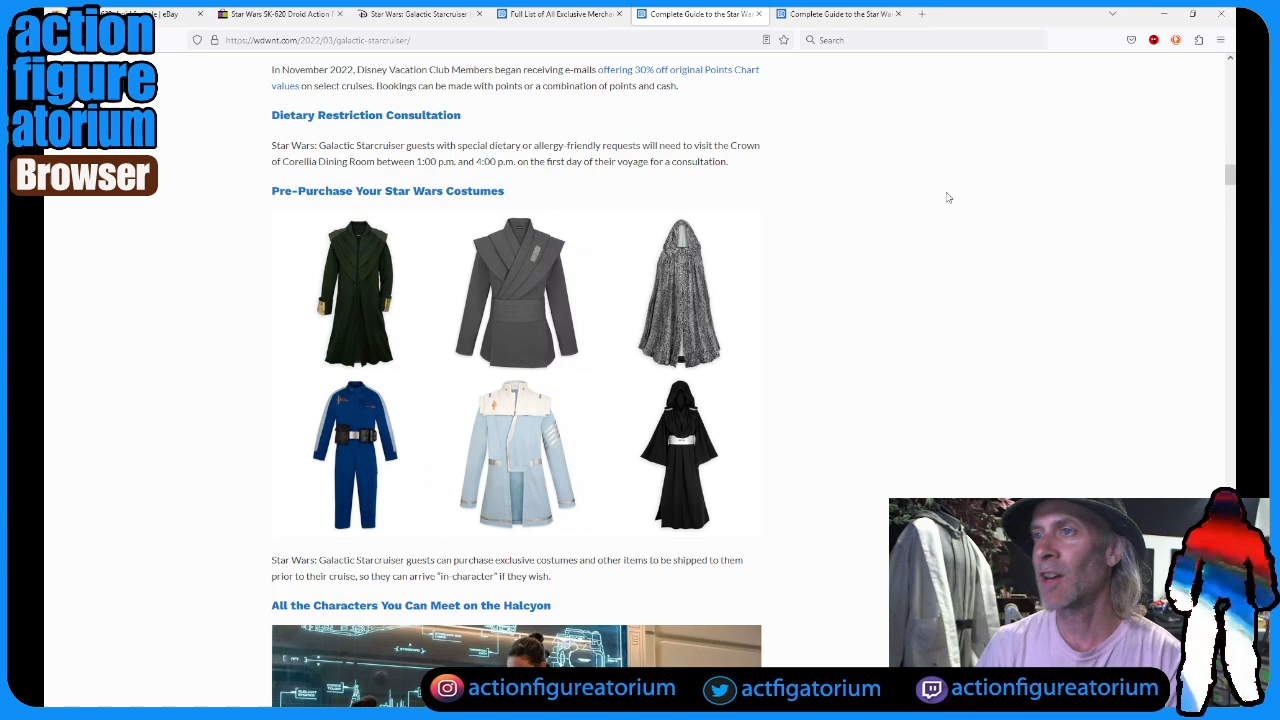 action
figure
atorium
Browser
eBay
Star Wars SK-620 Droid Action F
Star Wars: Galactic Starcruiser
Full List of All Exclusive Mercha
Complete Guide to the Star Wa
Complete Guide to the Star Wa
https://wdwnt.com/2022/03/galactic-starcruiser/
Search
In November 2022, Disney Vacation Club Members began receiving e-mails offering 30% off original Points Chart
values on select cruises. Bookings can be made with points or a combination of points and cash.
Dietary Restriction Consultation
Star Wars: Galactic Starcruiser guests with special dietary or allergy-friendly requests will need to visit the Crown
of Corellia Dining Room between 1:00 p.m. and 4:00 p.m. on the first day of their voyage for a consultation.
Pre-Purchase Your Star Wars Costumes
Star Wars: Galactic Starcruiser guests can purchase exclusive costumes and other items to be shipped to them
prior to their cruise, so they can arrive “in-character” if they wish.
All the Characters You Can Meet on the Halcyon
actionfigureatorium
actfigatorium
actionfigureatorium